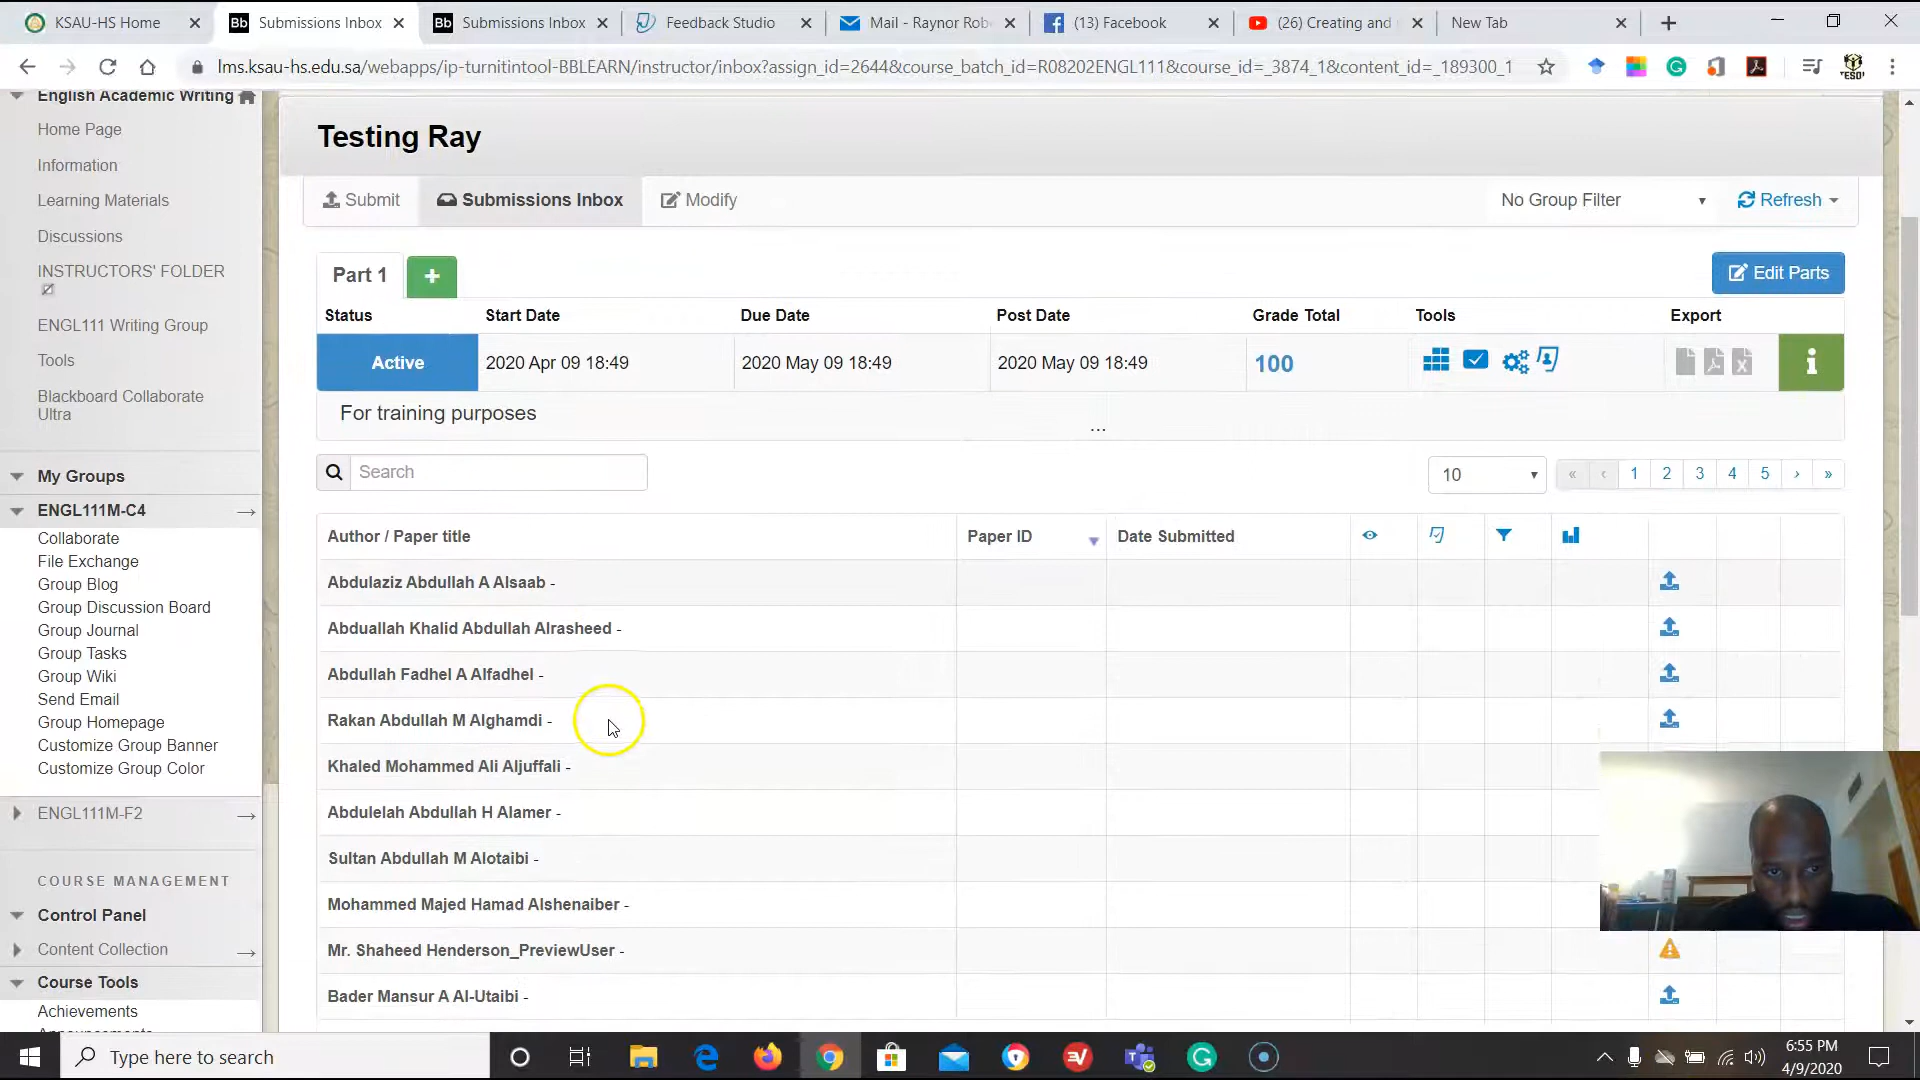 KSAU-HS Home
Submissions Inbox
Submissions Inbox
Feedback Studio
Mail - Raynor Rob
(13) Facebook
(26) Creating and
New Tab
lms.ksau-hs.edu.sa/webapps/ip-turnitintool-BBLEARN/instructor/inbox?assign_id=2644&course_batch_id=R08202ENGL111&course_id=_3874_1&content_id=_189300_1
English Academic Writing
Home Page
Information
Learning Materials
Discussions
INSTRUCTORS' FOLDER
ENGL111 Writing Group
Tools
Blackboard Collaborate
Ultra
My Groups
ENGL111M-C4
Collaborate
File Exchange
Group Blog
Group Discussion Board
Group Journal
Group Tasks
Group Wiki
Send Email
Group Homepage
Customize Group Banner
Customize Group Color
ENGL111M-F2
COURSE MANAGEMENT
Control Panel
Content Collection
Course Tools
Achievements
Testing Ray
Submit
Submissions Inbox
Modify
No Group Filter
Refresh
Part 1
+
Edit Parts
Status
Start Date
Due Date
Post Date
Grade Total
Tools
Export
Active
2020 Apr 09 18:49
2020 May 09 18:49
2020 May 09 18:49
100
For training purposes
...
Search
10
« ‹ 1 2 3 4 5 › »
Author / Paper title
Paper ID
Date Submitted
Abdulaziz Abdullah A Alsaab -
Abduallah Khalid Abdullah Alrasheed -
Abdullah Fadhel A Alfadhel -
Rakan Abdullah M Alghamdi -
Khaled Mohammed Ali Aljuffali -
Abdulelah Abdullah H Alamer -
Sultan Abdullah M Alotaibi -
Mohammed Majed Hamad Alshenaiber -
Mr. Shaheed Henderson_PreviewUser -
Bader Mansur A Al-Utaibi -
Type here to search
6:55 PM
4/9/2020